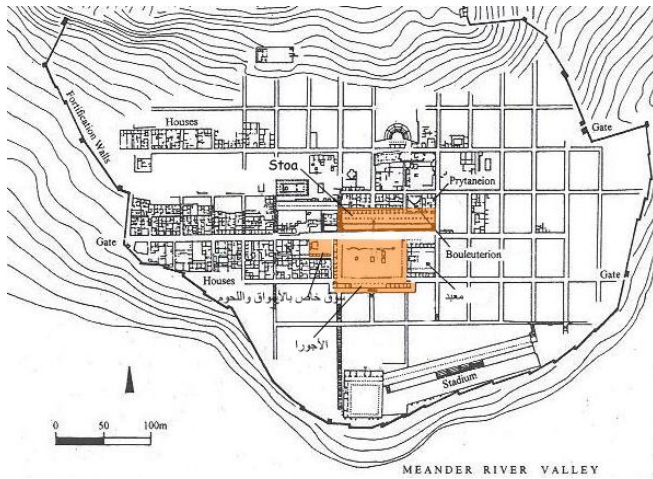 Houses
Fortification Walls
Gate
Stoa
Prytaneion
Bouleuterion
Gate
Gate
Houses
سوق خاص بالأسواق واللحوم
معبد
الأجورا
Stadium
0 50 100m
MEANDER RIVER VALLEY